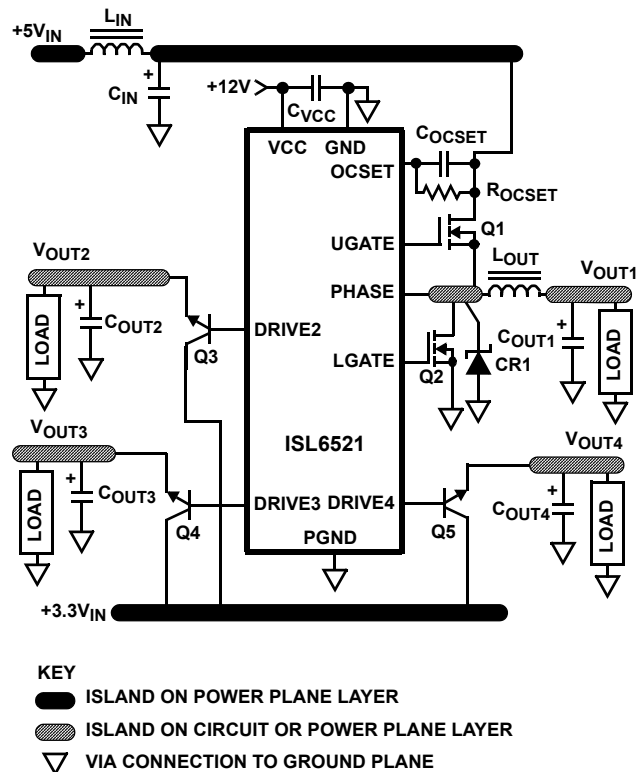 +5VIN
LIN
+
CIN
+12V
CVCC
VCC
GND
COCSET
OCSET
ROCSET
UGATE
Q1
LOUT
VOUT1
VOUT2
PHASE
LOAD
+
COUT2
DRIVE2
Q3
LGATE
Q2
CR1
COUT1
+
LOAD
ISL6521
VOUT3
VOUT4
LOAD
+
COUT3
DRIVE3
Q4
DRIVE4
Q5
COUT4
+
LOAD
PGND
+3.3VIN
KEY
ISLAND ON POWER PLANE LAYER
ISLAND ON CIRCUIT OR POWER PLANE LAYER
VIA CONNECTION TO GROUND PLANE